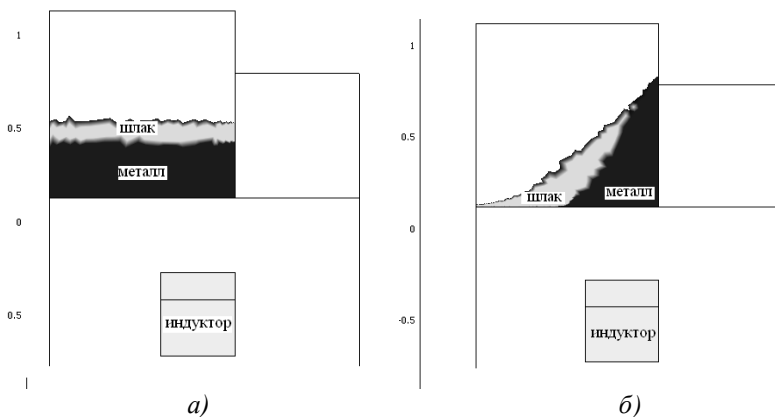 1
0.5
0
0.5
шлак
металл
индуктор
а)
1
0.5
0
-0.5
шлак
металл
индуктор
б)